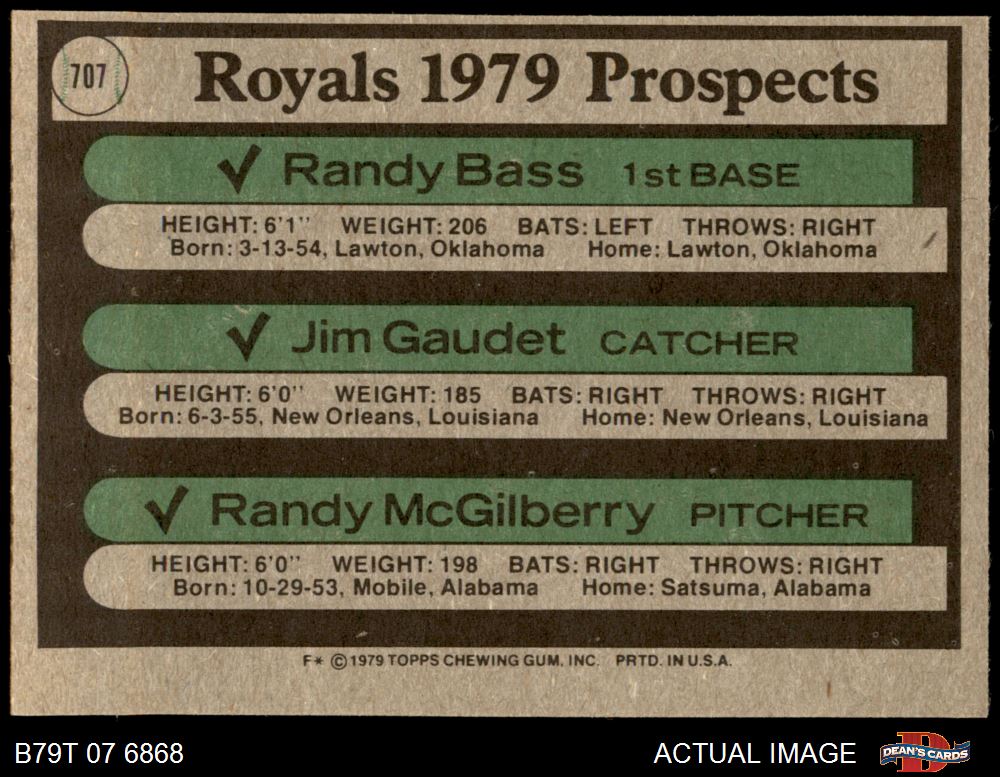 707
Royals 1979 Prospects
✓ Randy Bass 1st BASE
HEIGHT: 6'1" WEIGHT: 206 BATS: LEFT THROWS: RIGHT
Born: 3-13-54, Lawton, Oklahoma Home: Lawton, Oklahoma
✓ Jim Gaudet CATCHER
HEIGHT: 6'0" WEIGHT: 185 BATS: RIGHT THROWS: RIGHT
Born: 6-3-55, New Orleans, Louisiana Home: New Orleans, Louisiana
✓ Randy McGilberry PITCHER
HEIGHT: 6'0" WEIGHT: 198 BATS: RIGHT THROWS: RIGHT
Born: 10-29-53, Mobile, Alabama Home: Satsuma, Alabama
F* © 1979 TOPPS CHEWING GUM, INC. PRTD. IN U.S.A.
B79T 07 6868 ACTUAL IMAGE DEAN'S CARDS